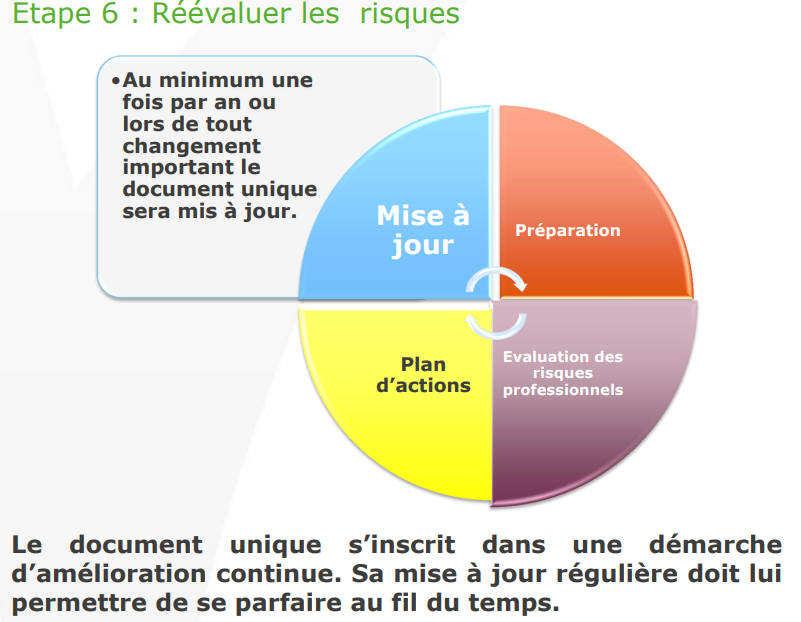 Etape 6 : Réévaluer les  risques
•Au minimum une
fois par an ou
lors de tout
changement
important le
document unique
sera mis à jour.
Mise à
jour
Préparation
Plan
d’actions
Evaluation des
risques
professionnels
Le document unique s’inscrit dans une démarche
d’amélioration continue. Sa mise à jour régulière doit lui
permettre de se parfaire au fil du temps.